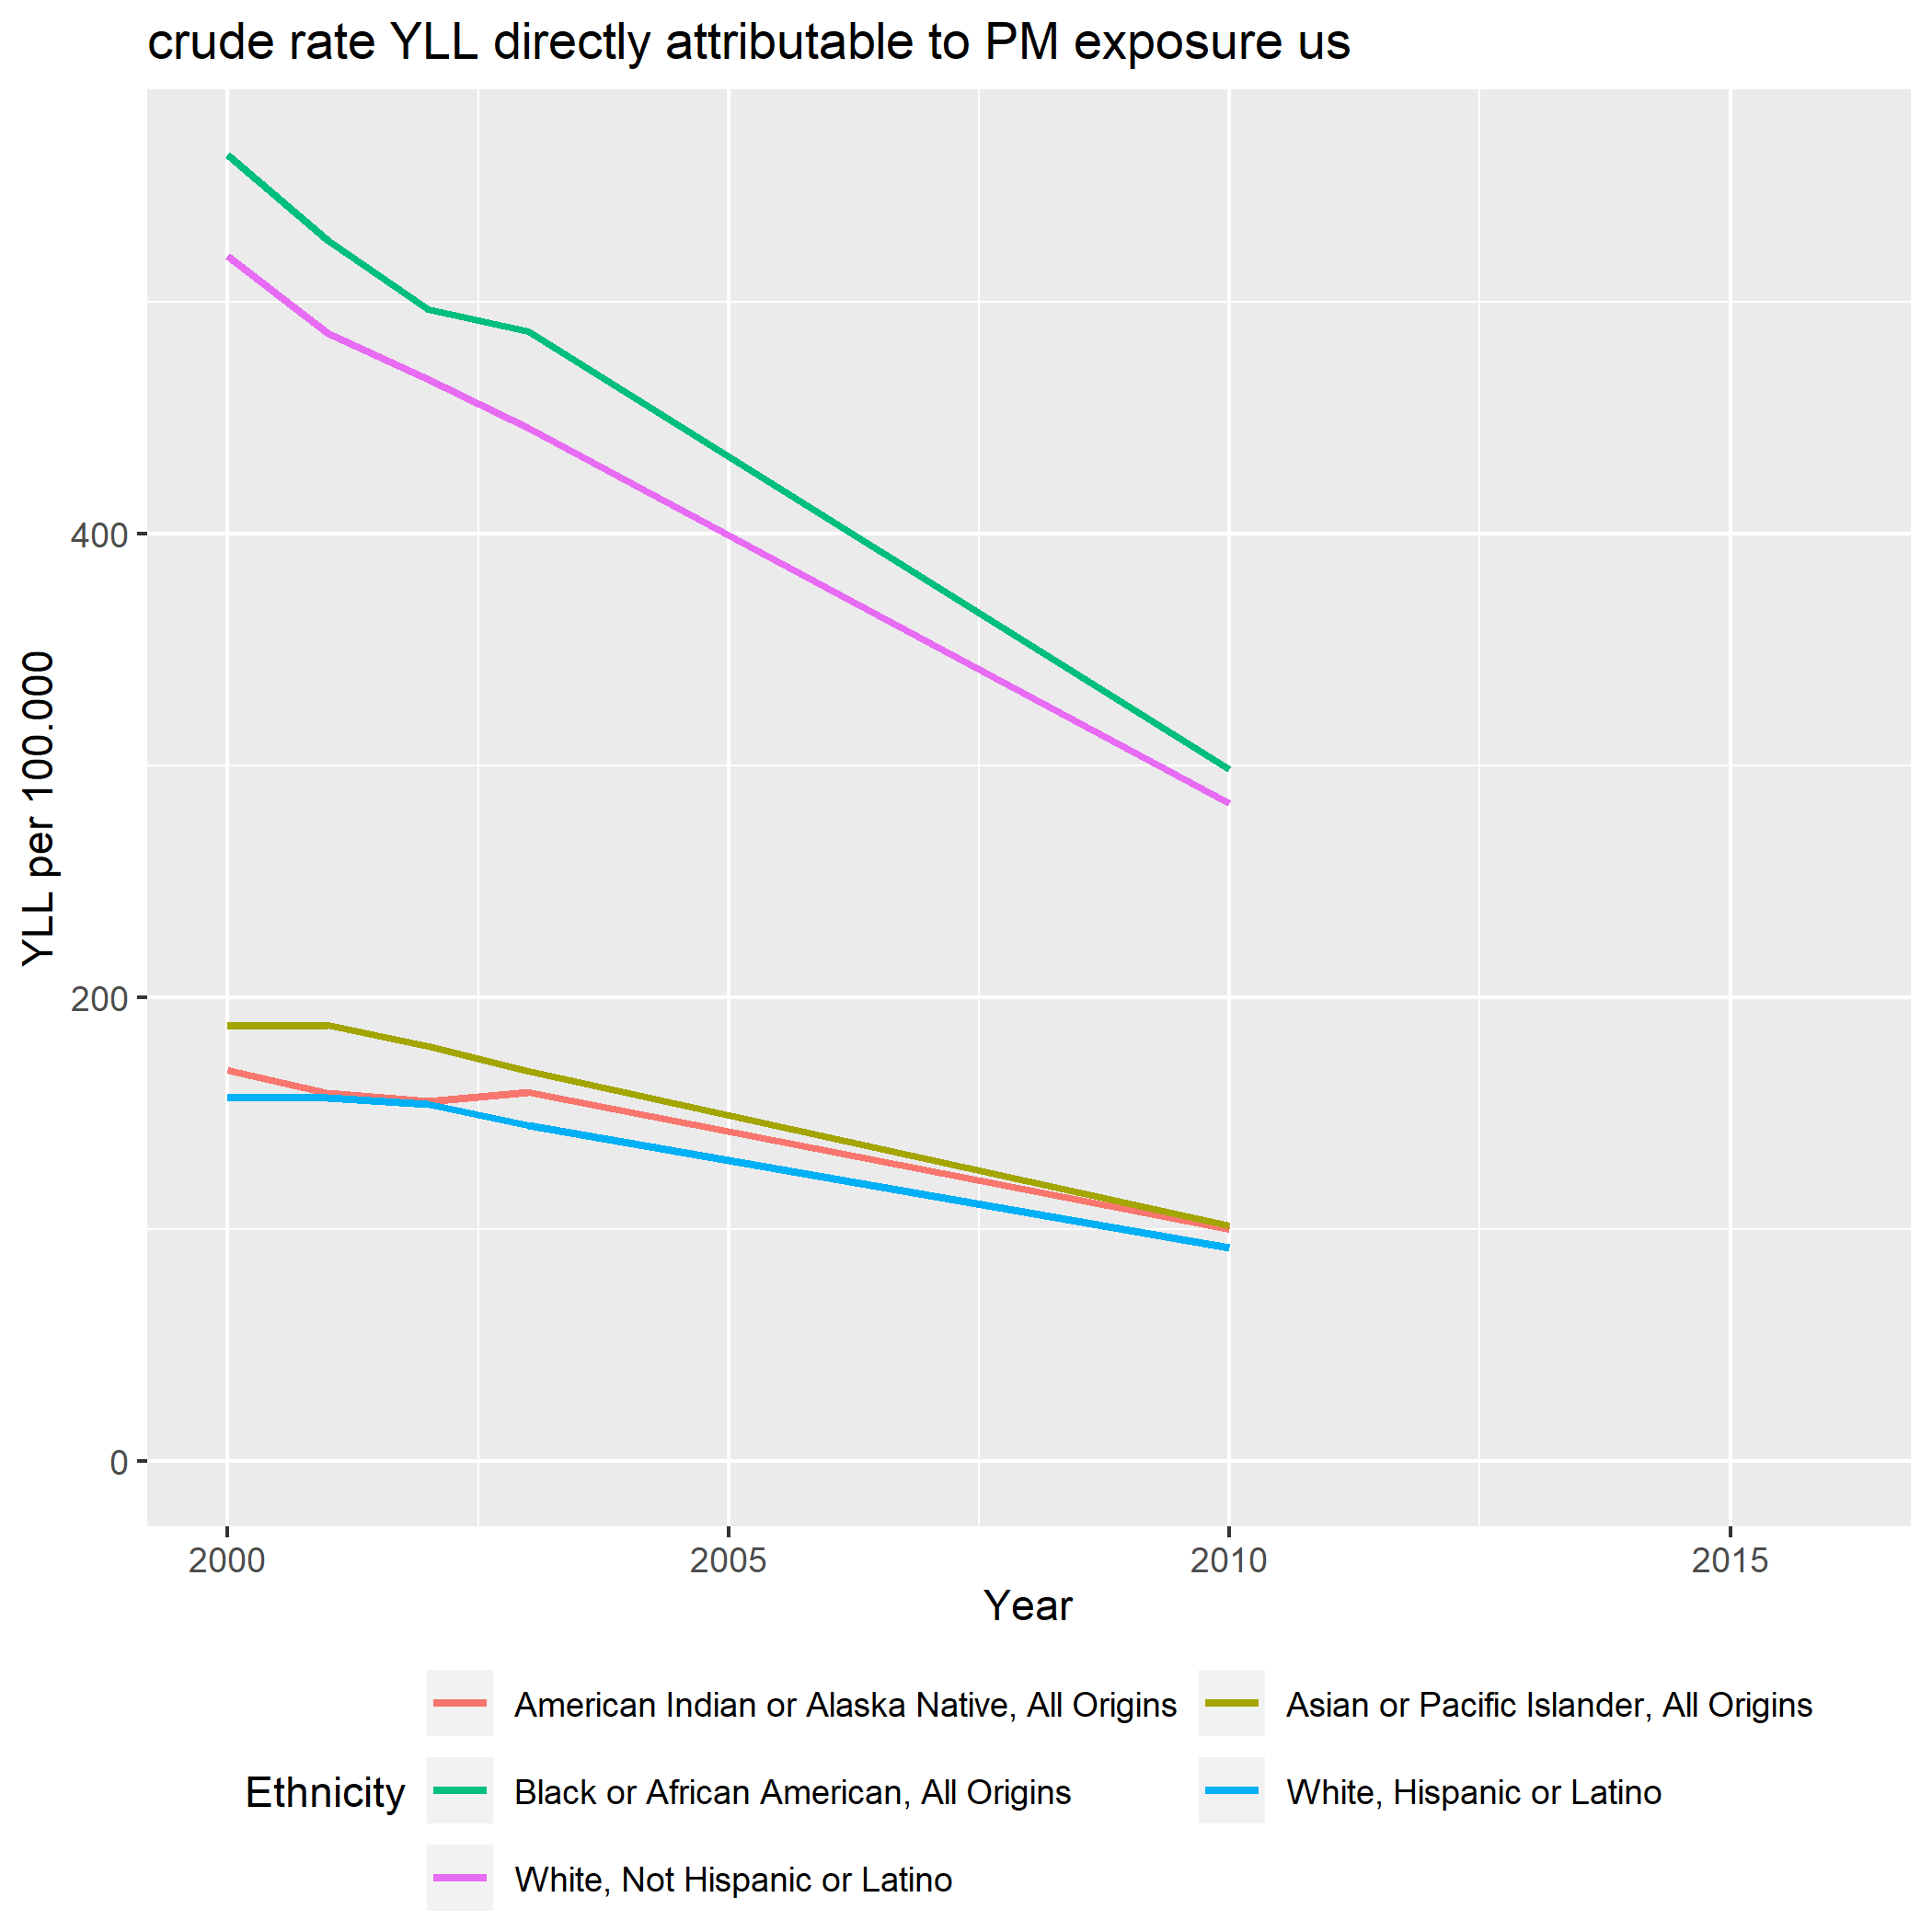 crude rate YLL directly attributable to PM exposure us
YLL per 100.000
400
200
0
2000 2005 2010 2015
Year
Ethnicity
American Indian or Alaska Native, All Origins
Asian or Pacific Islander, All Origins
Black or African American, All Origins
White, Hispanic or Latino
White, Not Hispanic or Latino